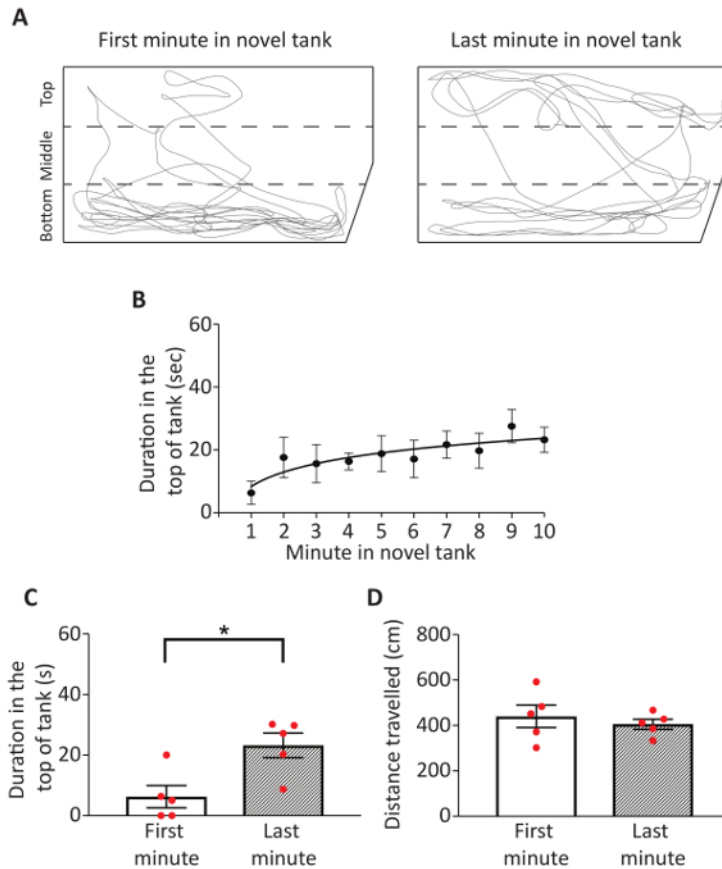 A
First minute in novel tank
Last minute in novel tank
Top
Middle
Bottom
B
Duration in the
top of tank (sec)
60
40
20
0
1 2 3 4 5 6 7 8 9 10
Minute in novel tank
C
Duration in the
top of tank (s)
60
40
20
0
*
First
minute
Last
minute
D
Distance travelled (cm)
800
600
400
200
0
First
minute
Last
minute